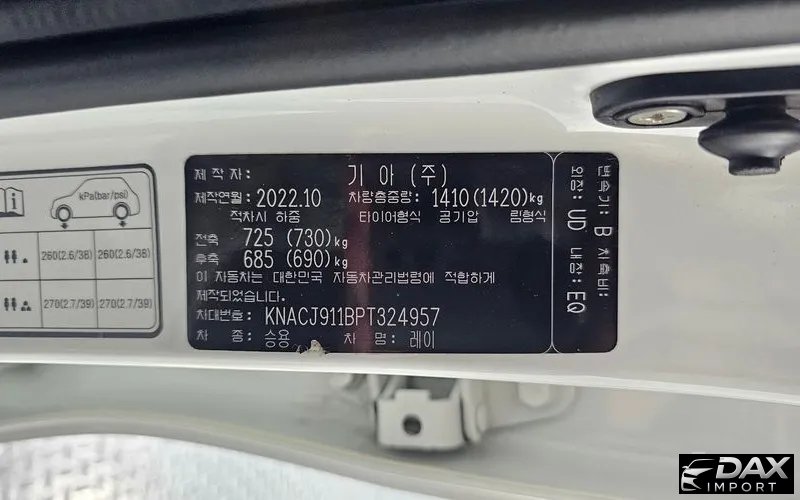 kPa(bar/psi)
260(2.6/38) 260(2.6/38)
270(2.7/39) 270(2.7/39)
제 작 자: 기 아 (주)
제작연월: 2022.10 차량총중량: 1410(1420)kg
적차시 하중 타이어형식 공기압 림형식
전축 725 (730)kg
후축 685 (690)kg
이 자동차는 대한민국 자동차관리법령에 적합하게
제작되었습니다.
차대번호: KNACJ911BPT324957
차 종: 승용 차 명: 레이
변속기: B 차축비:
외장: UD 내장: EQ
DAX
IMPORT